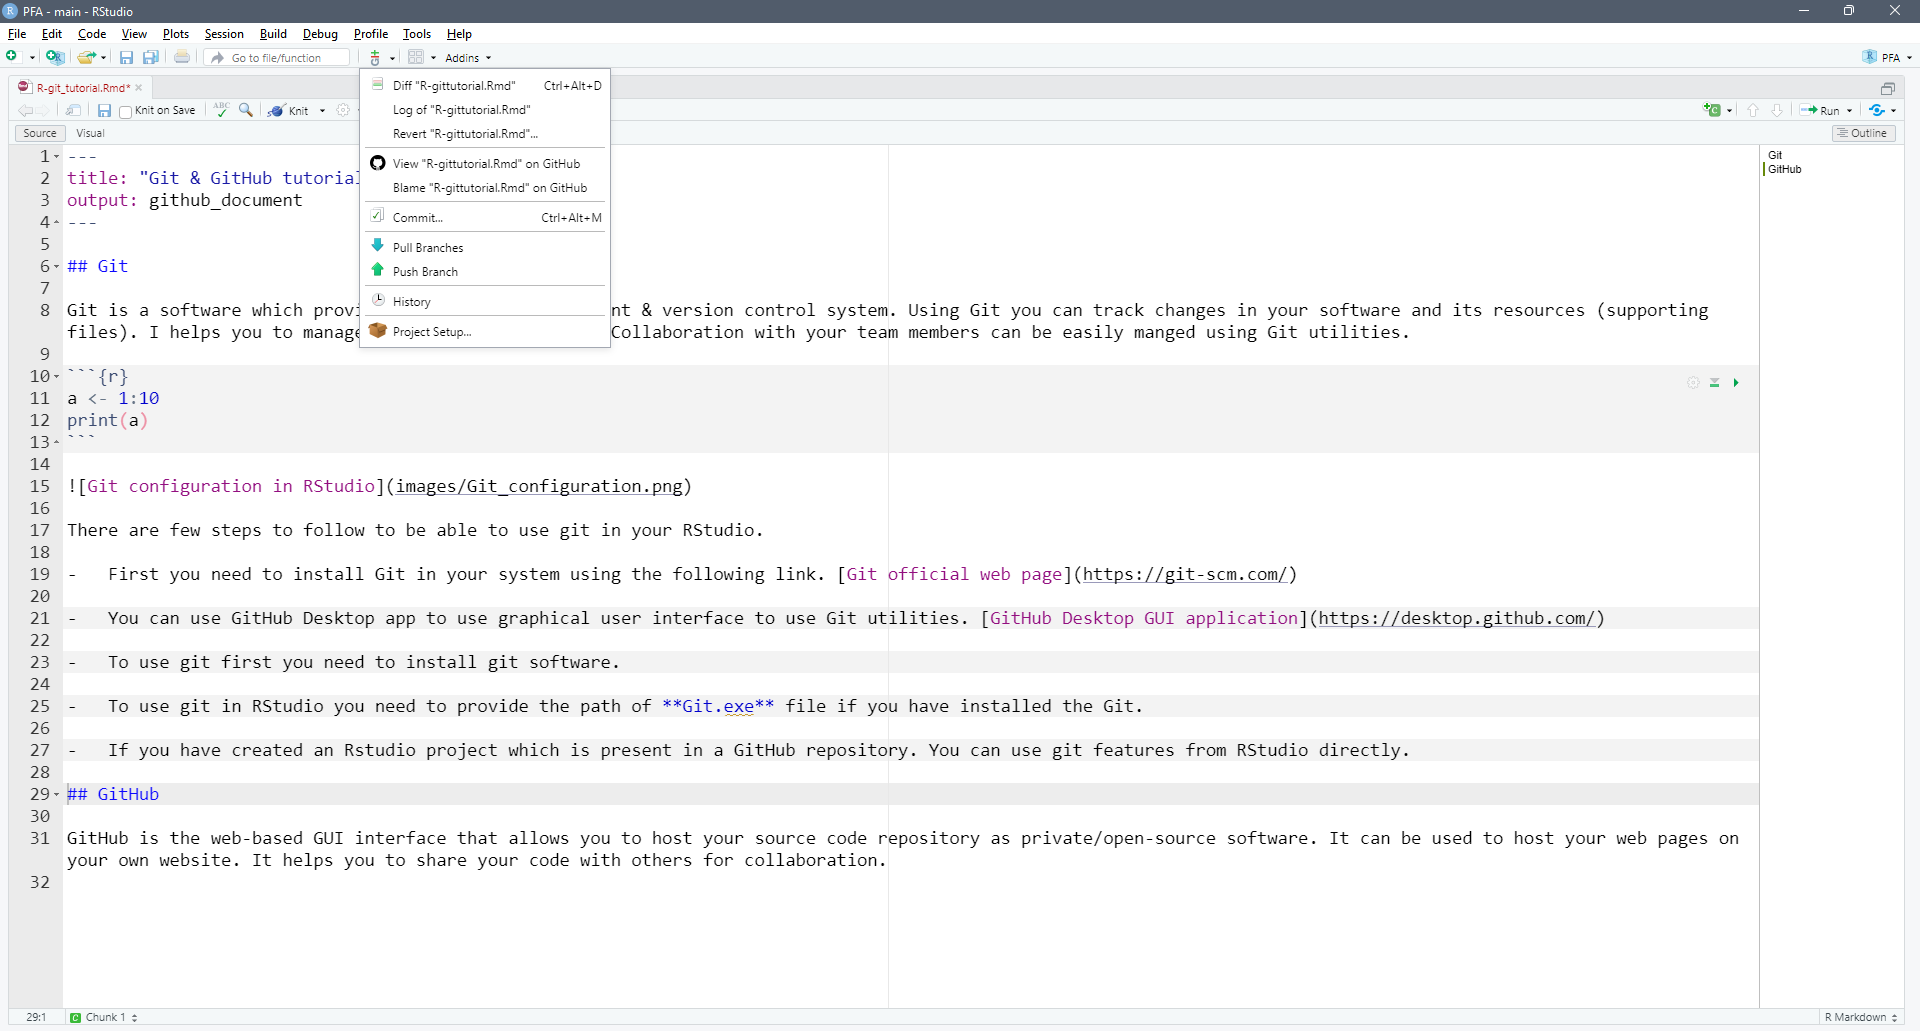 PFA - main - RStudio
File Edit Code View Plots Session Build Debug Profile Tools Help
Go to file/function Addins PFA
R-git_tutorial.Rmd*
Knit on Save ABC Knit Run
Source Visual Outline
Diff "R-gittutorial.Rmd" Ctrl+Alt+D
Log of "R-gittutorial.Rmd"
Revert "R-gittutorial.Rmd"...
View "R-gittutorial.Rmd" on GitHub
Blame "R-gittutorial.Rmd" on GitHub
Commit... Ctrl+Alt+M
Pull Branches
Push Branch
History
Project Setup...
1 ---
2 title: "Git & GitHub tutorial
3 output: github_document
4 ---
5
6 ## Git
7
8 Git is a software which provi nt & version control system. Using Git you can track changes in your software and its resources (supporting
files). I helps you to manage Collaboration with your team members can be easily manged using Git utilities.
9
10 ```{r}
11 a <- 1:10
12 print(a)
13 ```
14
15 ![Git configuration in RStudio](images/Git_configuration.png)
16
17 There are few steps to follow to be able to use git in your RStudio.
18
19 - First you need to install Git in your system using the following link. [Git official web page](https://git-scm.com/)
20
21 - You can use GitHub Desktop app to use graphical user interface to use Git utilities. [GitHub Desktop GUI application](https://desktop.github.com/)
22
23 - To use git first you need to install git software.
24
25 - To use git in RStudio you need to provide the path of **Git.exe** file if you have installed the Git.
26
27 - If you have created an Rstudio project which is present in a GitHub repository. You can use git features from RStudio directly.
28
29 ## GitHub
30
31 GitHub is the web-based GUI interface that allows you to host your source code repository as private/open-source software. It can be used to host your web pages on
your own website. It helps you to share your code with others for collaboration.
32
Git
GitHub
29:1 Chunk 1 R Markdown